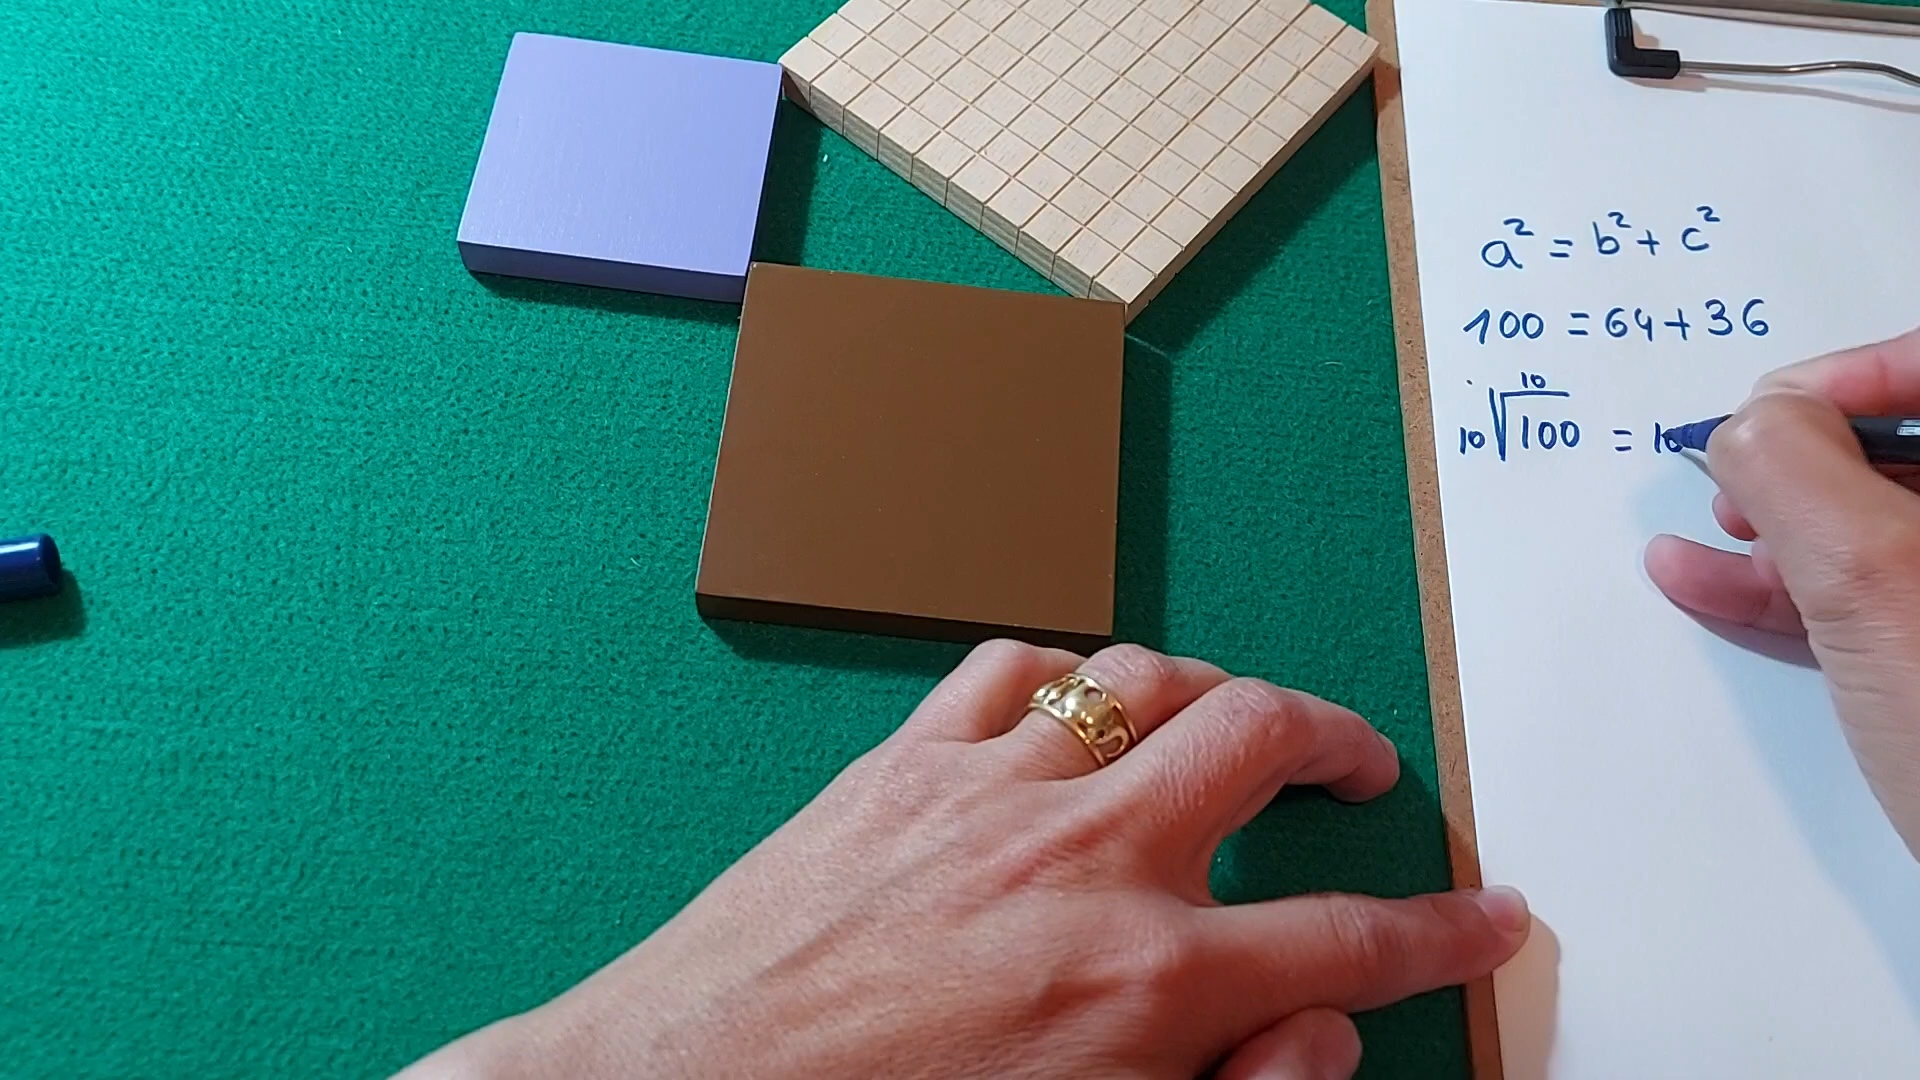 a² = b² + c²
100 = 64 + 36
10
10√100 = 10